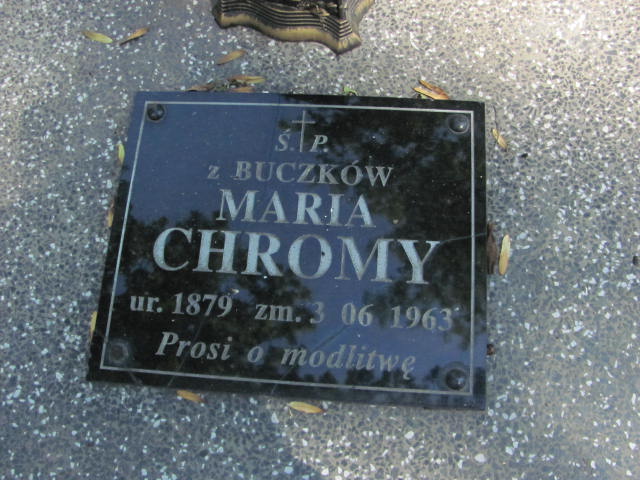 Ś. P.
z BUCZKÓW
MARIA
CHROMY
ur. 1879 zm. 3 06 1963
Prosi o modlitwę